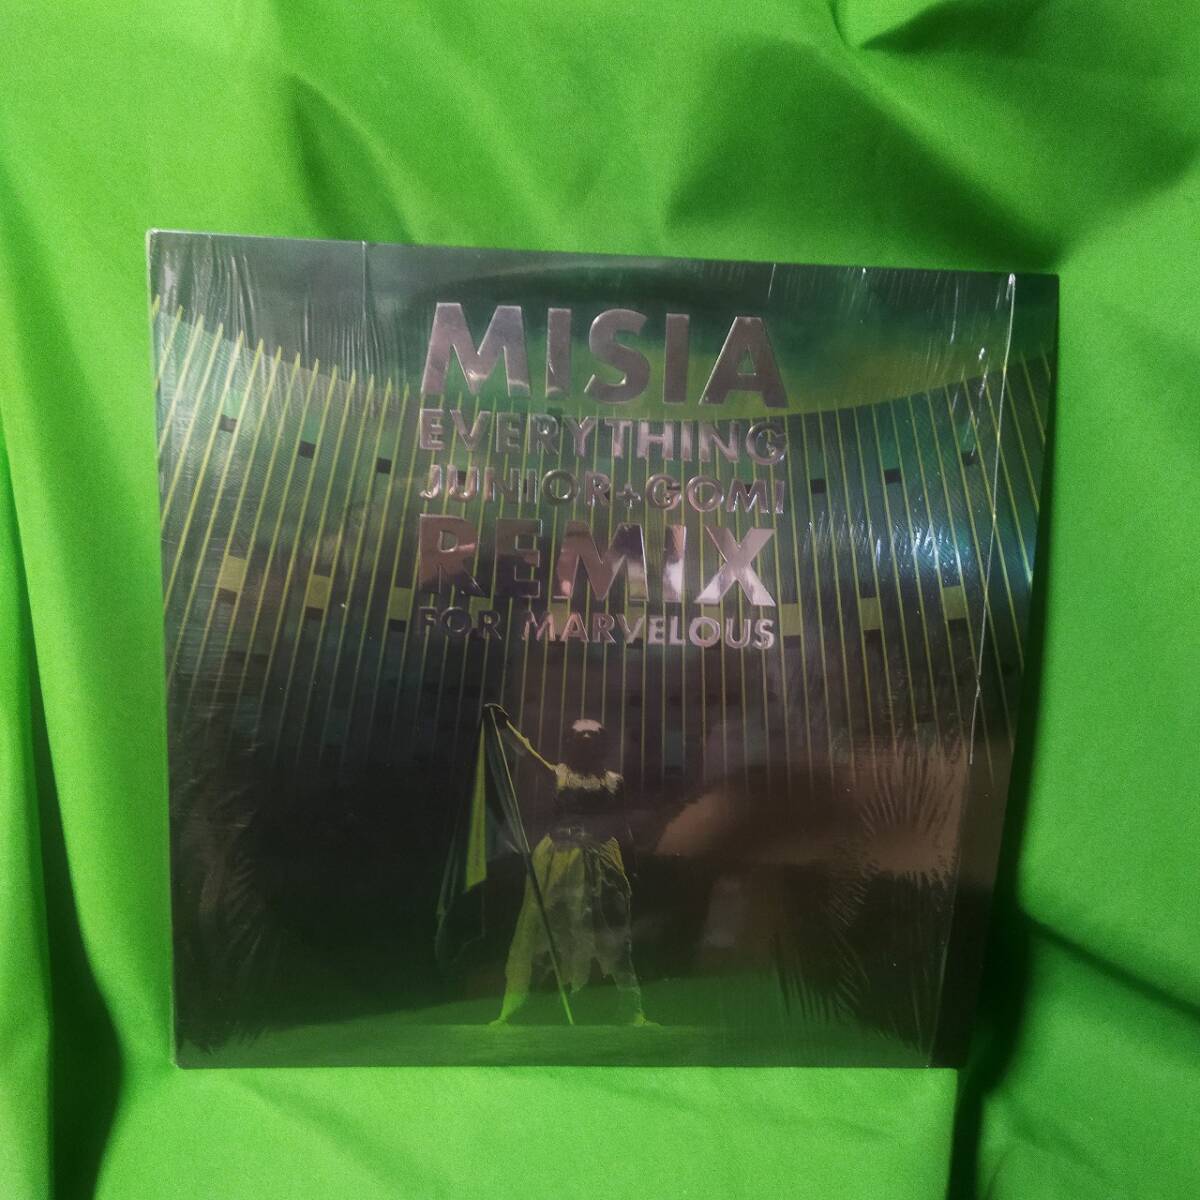 MISIA
EVERYTHING
JUNIOR+GOMI
REMIX
FOR MARVELOUS